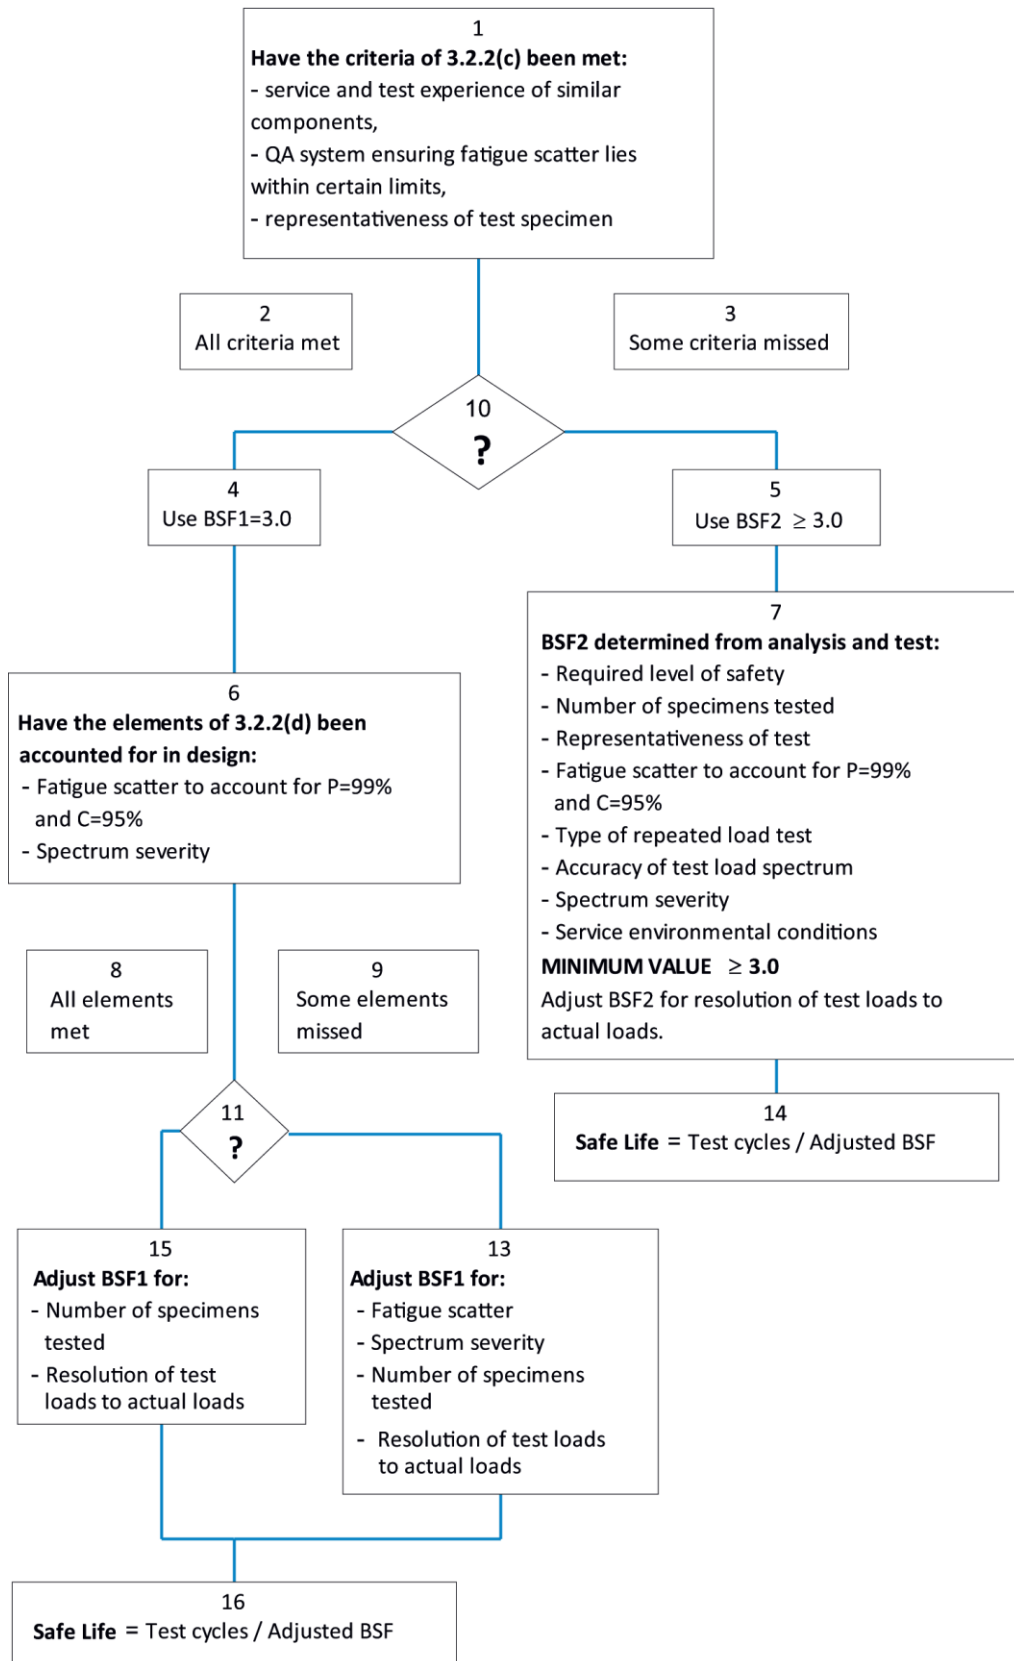 1
Have the criteria of 3.2.2(c) been met:
- service and test experience of similar
components,
- QA system ensuring fatigue scatter lies
within certain limits,
- representativeness of test specimen
2
All criteria met
3
Some criteria missed
10
?
4
Use BSF1=3.0
5
Use BSF2 ≥ 3.0
6
Have the elements of 3.2.2(d) been
accounted for in design:
- Fatigue scatter to account for P=99%
and C=95%
- Spectrum severity
7
BSF2 determined from analysis and test:
- Required level of safety
- Number of specimens tested
- Representativeness of test
- Fatigue scatter to account for P=99%
and C=95%
- Type of repeated load test
- Accuracy of test load spectrum
- Spectrum severity
- Service environmental conditions
MINIMUM VALUE ≥ 3.0
Adjust BSF2 for resolution of test loads to
actual loads.
8
All elements
met
9
Some elements
missed
11
?
14
Safe Life = Test cycles / Adjusted BSF
15
Adjust BSF1 for:
- Number of specimens
tested
- Resolution of test
loads to actual loads
13
Adjust BSF1 for:
- Fatigue scatter
- Spectrum severity
- Number of specimens
tested
- Resolution of test loads
to actual loads
16
Safe Life = Test cycles / Adjusted BSF